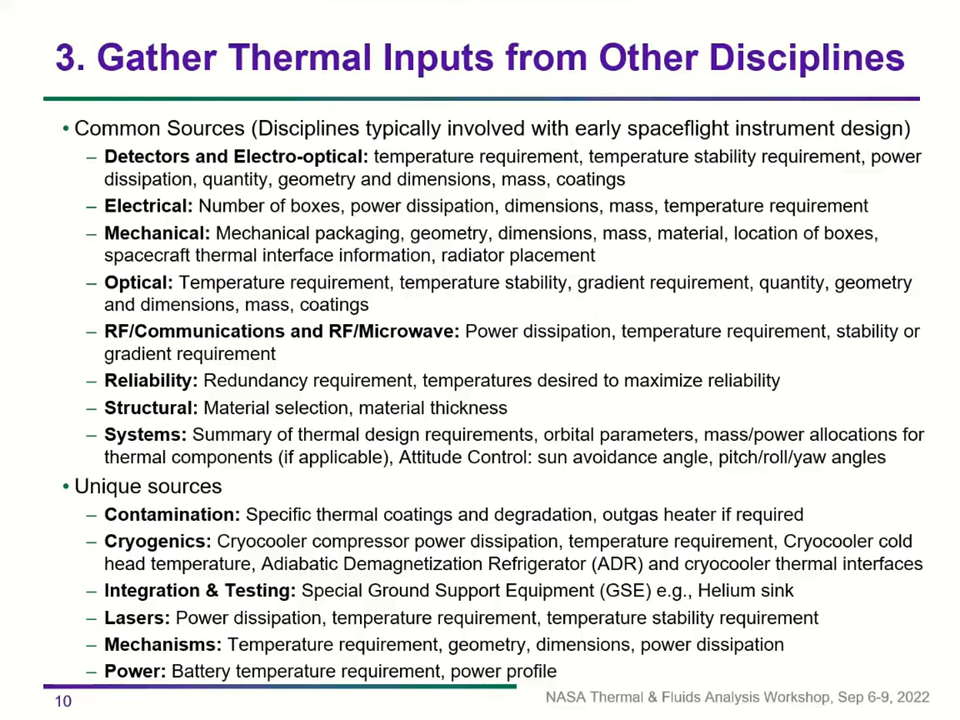 3. Gather Thermal Inputs from Other Disciplines
• Common Sources (Disciplines typically involved with early spaceflight instrument design)
– Detectors and Electro-optical: temperature requirement, temperature stability requirement, power
dissipation, quantity, geometry and dimensions, mass, coatings
– Electrical: Number of boxes, power dissipation, dimensions, mass, temperature requirement
– Mechanical: Mechanical packaging, geometry, dimensions, mass, material, location of boxes,
spacecraft thermal interface information, radiator placement
– Optical: Temperature requirement, temperature stability, gradient requirement, quantity, geometry
and dimensions, mass, coatings
– RF/Communications and RF/Microwave: Power dissipation, temperature requirement, stability or
gradient requirement
– Reliability: Redundancy requirement, temperatures desired to maximize reliability
– Structural: Material selection, material thickness
– Systems: Summary of thermal design requirements, orbital parameters, mass/power allocations for
thermal components (if applicable), Attitude Control: sun avoidance angle, pitch/roll/yaw angles
• Unique sources
– Contamination: Specific thermal coatings and degradation, outgas heater if required
– Cryogenics: Cryocooler compressor power dissipation, temperature requirement, Cryocooler cold
head temperature, Adiabatic Demagnetization Refrigerator (ADR) and cryocooler thermal interfaces
– Integration & Testing: Special Ground Support Equipment (GSE) e.g., Helium sink
– Lasers: Power dissipation, temperature requirement, temperature stability requirement
– Mechanisms: Temperature requirement, geometry, dimensions, power dissipation
– Power: Battery temperature requirement, power profile
10
NASA Thermal & Fluids Analysis Workshop, Sep 6-9, 2022